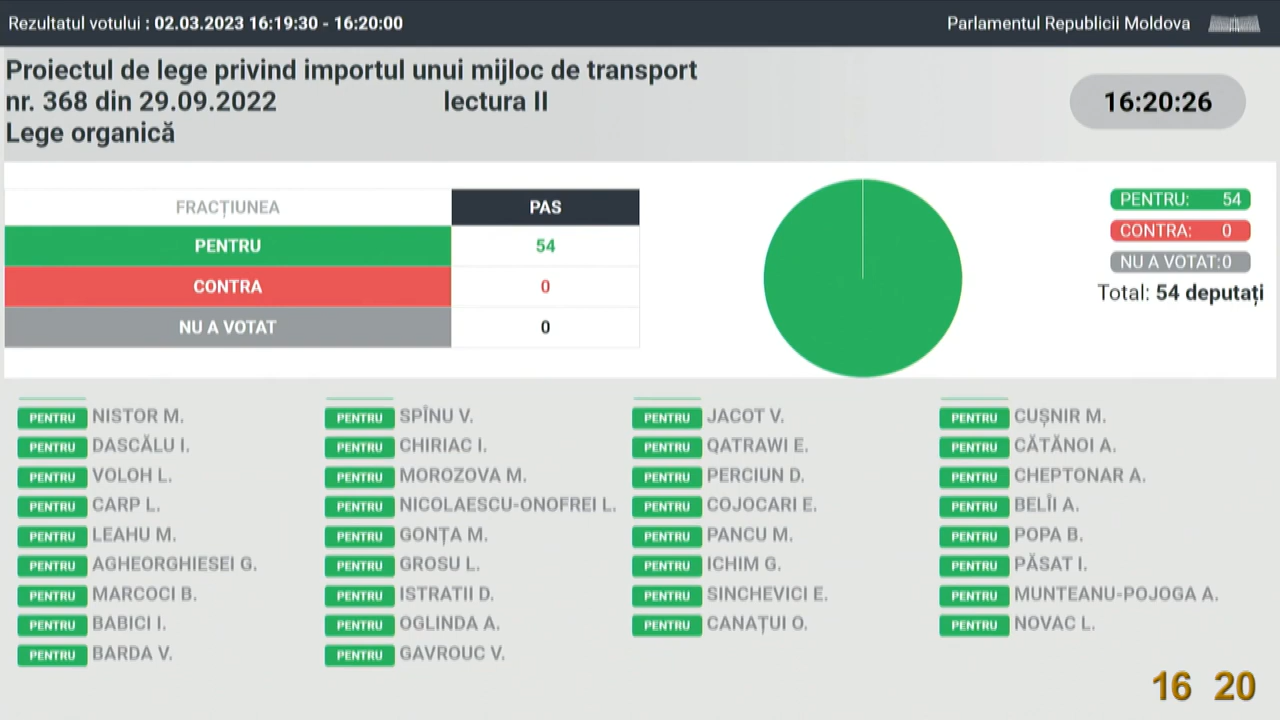 Rezultatul votului : 02.03.2023 16:19:30 - 16:20:00
Parlamentul Republicii Moldova
Proiectul de lege privind importul unui mijloc de transport
nr. 368 din 29.09.2022 lectura II
Lege organică
16:20:26
FRACȚIUNEA PAS
PENTRU 54
CONTRA 0
NU A VOTAT 0
PENTRU: 54
CONTRA: 0
NU A VOTAT:0
Total: 54 deputați
PENTRU NISTOR M. PENTRU SPÎNU V. PENTRU JACOT V. PENTRU CUȘNIR M.
PENTRU DASCĂLU I. PENTRU CHIRIAC I. PENTRU QATRAWI E. PENTRU CĂTĂNOI A.
PENTRU VOLOH L. PENTRU MOROZOVA M. PENTRU PERCIUN D. PENTRU CHEPTONAR A.
PENTRU CARP L. PENTRU NICOLAESCU-ONOFREI L. PENTRU COJOCARI E. PENTRU BELÎI A.
PENTRU LEAHU M. PENTRU GONȚA M. PENTRU PANCU M. PENTRU POPA B.
PENTRU AGHEORGHIESEI G. PENTRU GROSU L. PENTRU ICHIM G. PENTRU PĂSAT I.
PENTRU MARCOCI B. PENTRU ISTRATII D. PENTRU SINCHEVICI E. PENTRU MUNTEANU-POJOGA A.
PENTRU BABICI I. PENTRU OGLINDA A. PENTRU CANAȚUI O. PENTRU NOVAC L.
PENTRU BARDA V. PENTRU GAVROUC V.
16 20